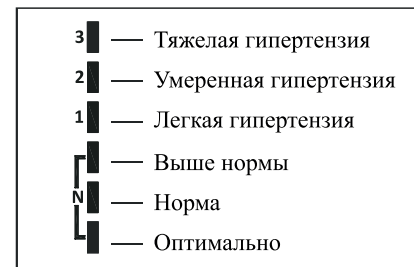 3 — Тяжелая гипертензия
2 — Умеренная гипертензия
1 — Легкая гипертензия
— Выше нормы
N — Норма
— Оптимально